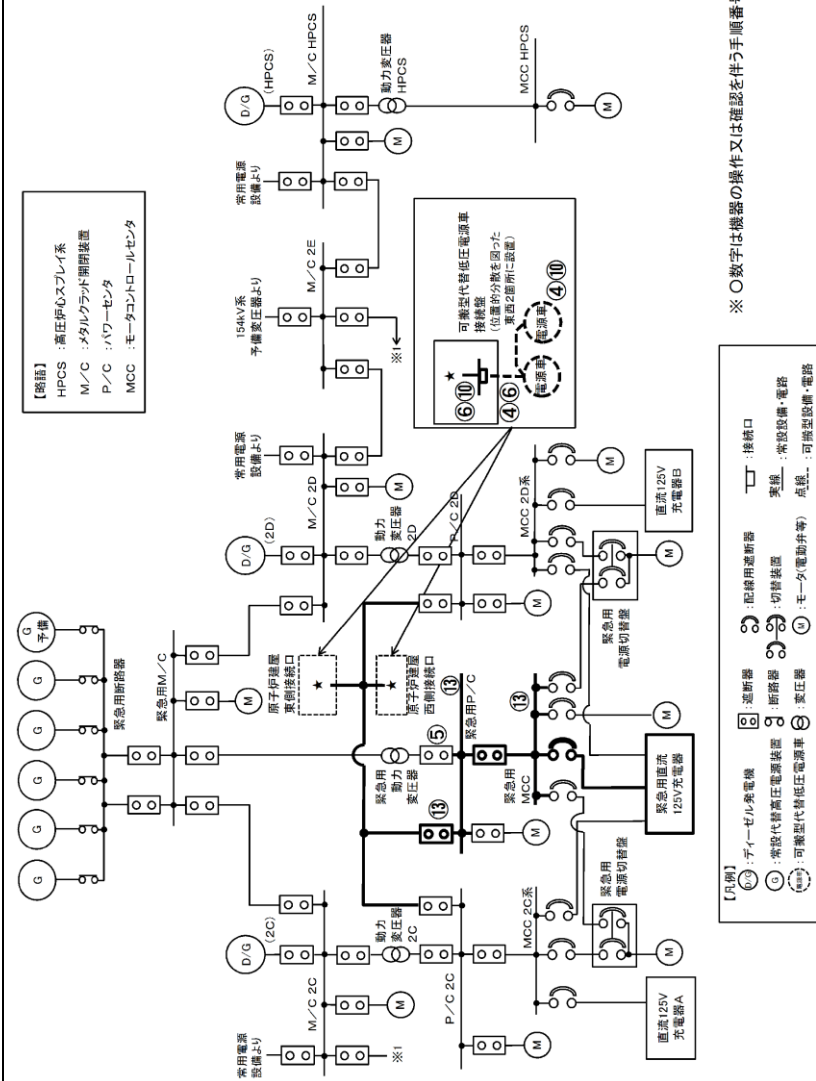 【略語】
HPCS :高圧炉心スプレイ系
M/C :メタルクラッド開閉装置
P/C :パワーセンタ
MCC :モータコントロールセンタ
G
G
G
G
G
G
予備
緊急用断路器
緊急用M/C
M
常用電源
設備より
D/G
(2C)
M/C 2C
※1
M
動力
変圧器
2C
P/C 2C
M
MCC 2C系
直流125V
充電器A
M
緊急用
電源切替盤
緊急用
動力
変圧器
⑤
⑬
M
緊急用P/C
⑬
緊急用
MCC
⑬
M
緊急用直流
125V充電器
原子炉建屋
東側接続口
★
原子炉建屋
西側接続口
★
D/G
(2D)
常用電源
設備より
M/C 2D
M
動力
変圧器
2D
P/C 2D
M
MCC 2D系
M
緊急用
電源切替盤
M
直流125V
充電器B
154kV系
予備変圧器より
M/C 2E
※1
可搬型代替低圧電源車
接続盤
(位置的分散を図った
東西2箇所に設置)
★
⑥⑩
④⑥
電源車
電源車
④⑩
常用電源
設備より
D/G
(HPCS)
M/C HPCS
M
動力変圧器
HPCS
MCC HPCS
M
【凡例】
D/G :ディーゼル発電機
G :常設代替高圧電源装置
電源車 :可搬型代替低圧電源車
:遮断器
:断路器
:変圧器
:配線用遮断器
:切替装置
M :モータ(電動弁等)
:接続口
実線 :常設設備・電路
点線 :可搬型設備・電路
※○数字は機器の操作又は確認を伴う手順番